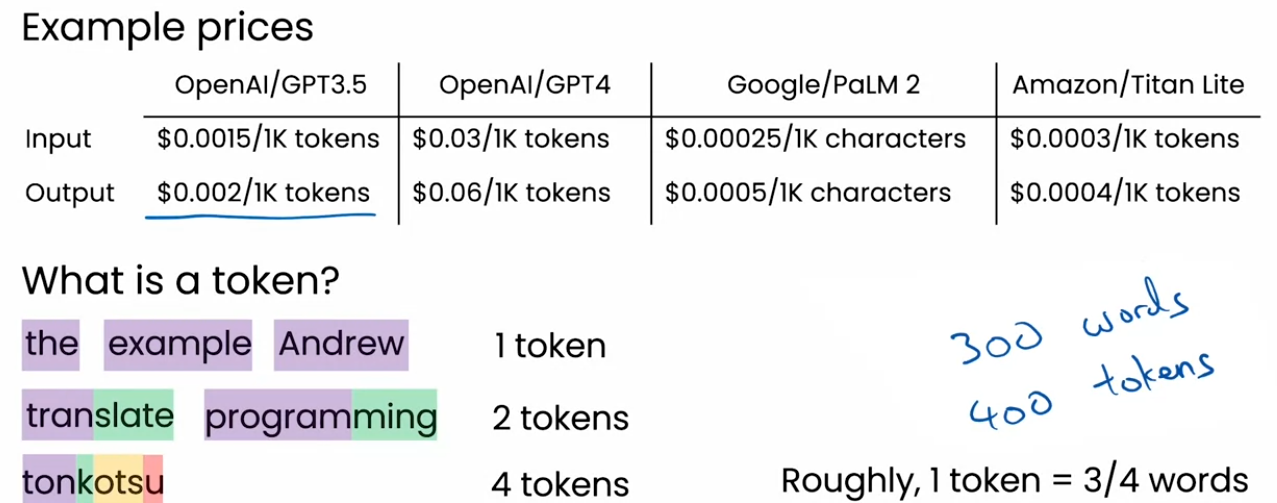 Example prices
OpenAI/GPT3.5 OpenAI/GPT4 Google/PaLM 2 Amazon/Titan Lite
Input $0.0015/1K tokens $0.03/1K tokens $0.00025/1K characters $0.0003/1K tokens
Output $0.002/1K tokens $0.06/1K tokens $0.0005/1K characters $0.0004/1K tokens
What is a token?
the example Andrew 1 token
translate programming 2 tokens
tonkotsu 4 tokens
300 words
400 tokens
Roughly, 1 token = 3/4 words